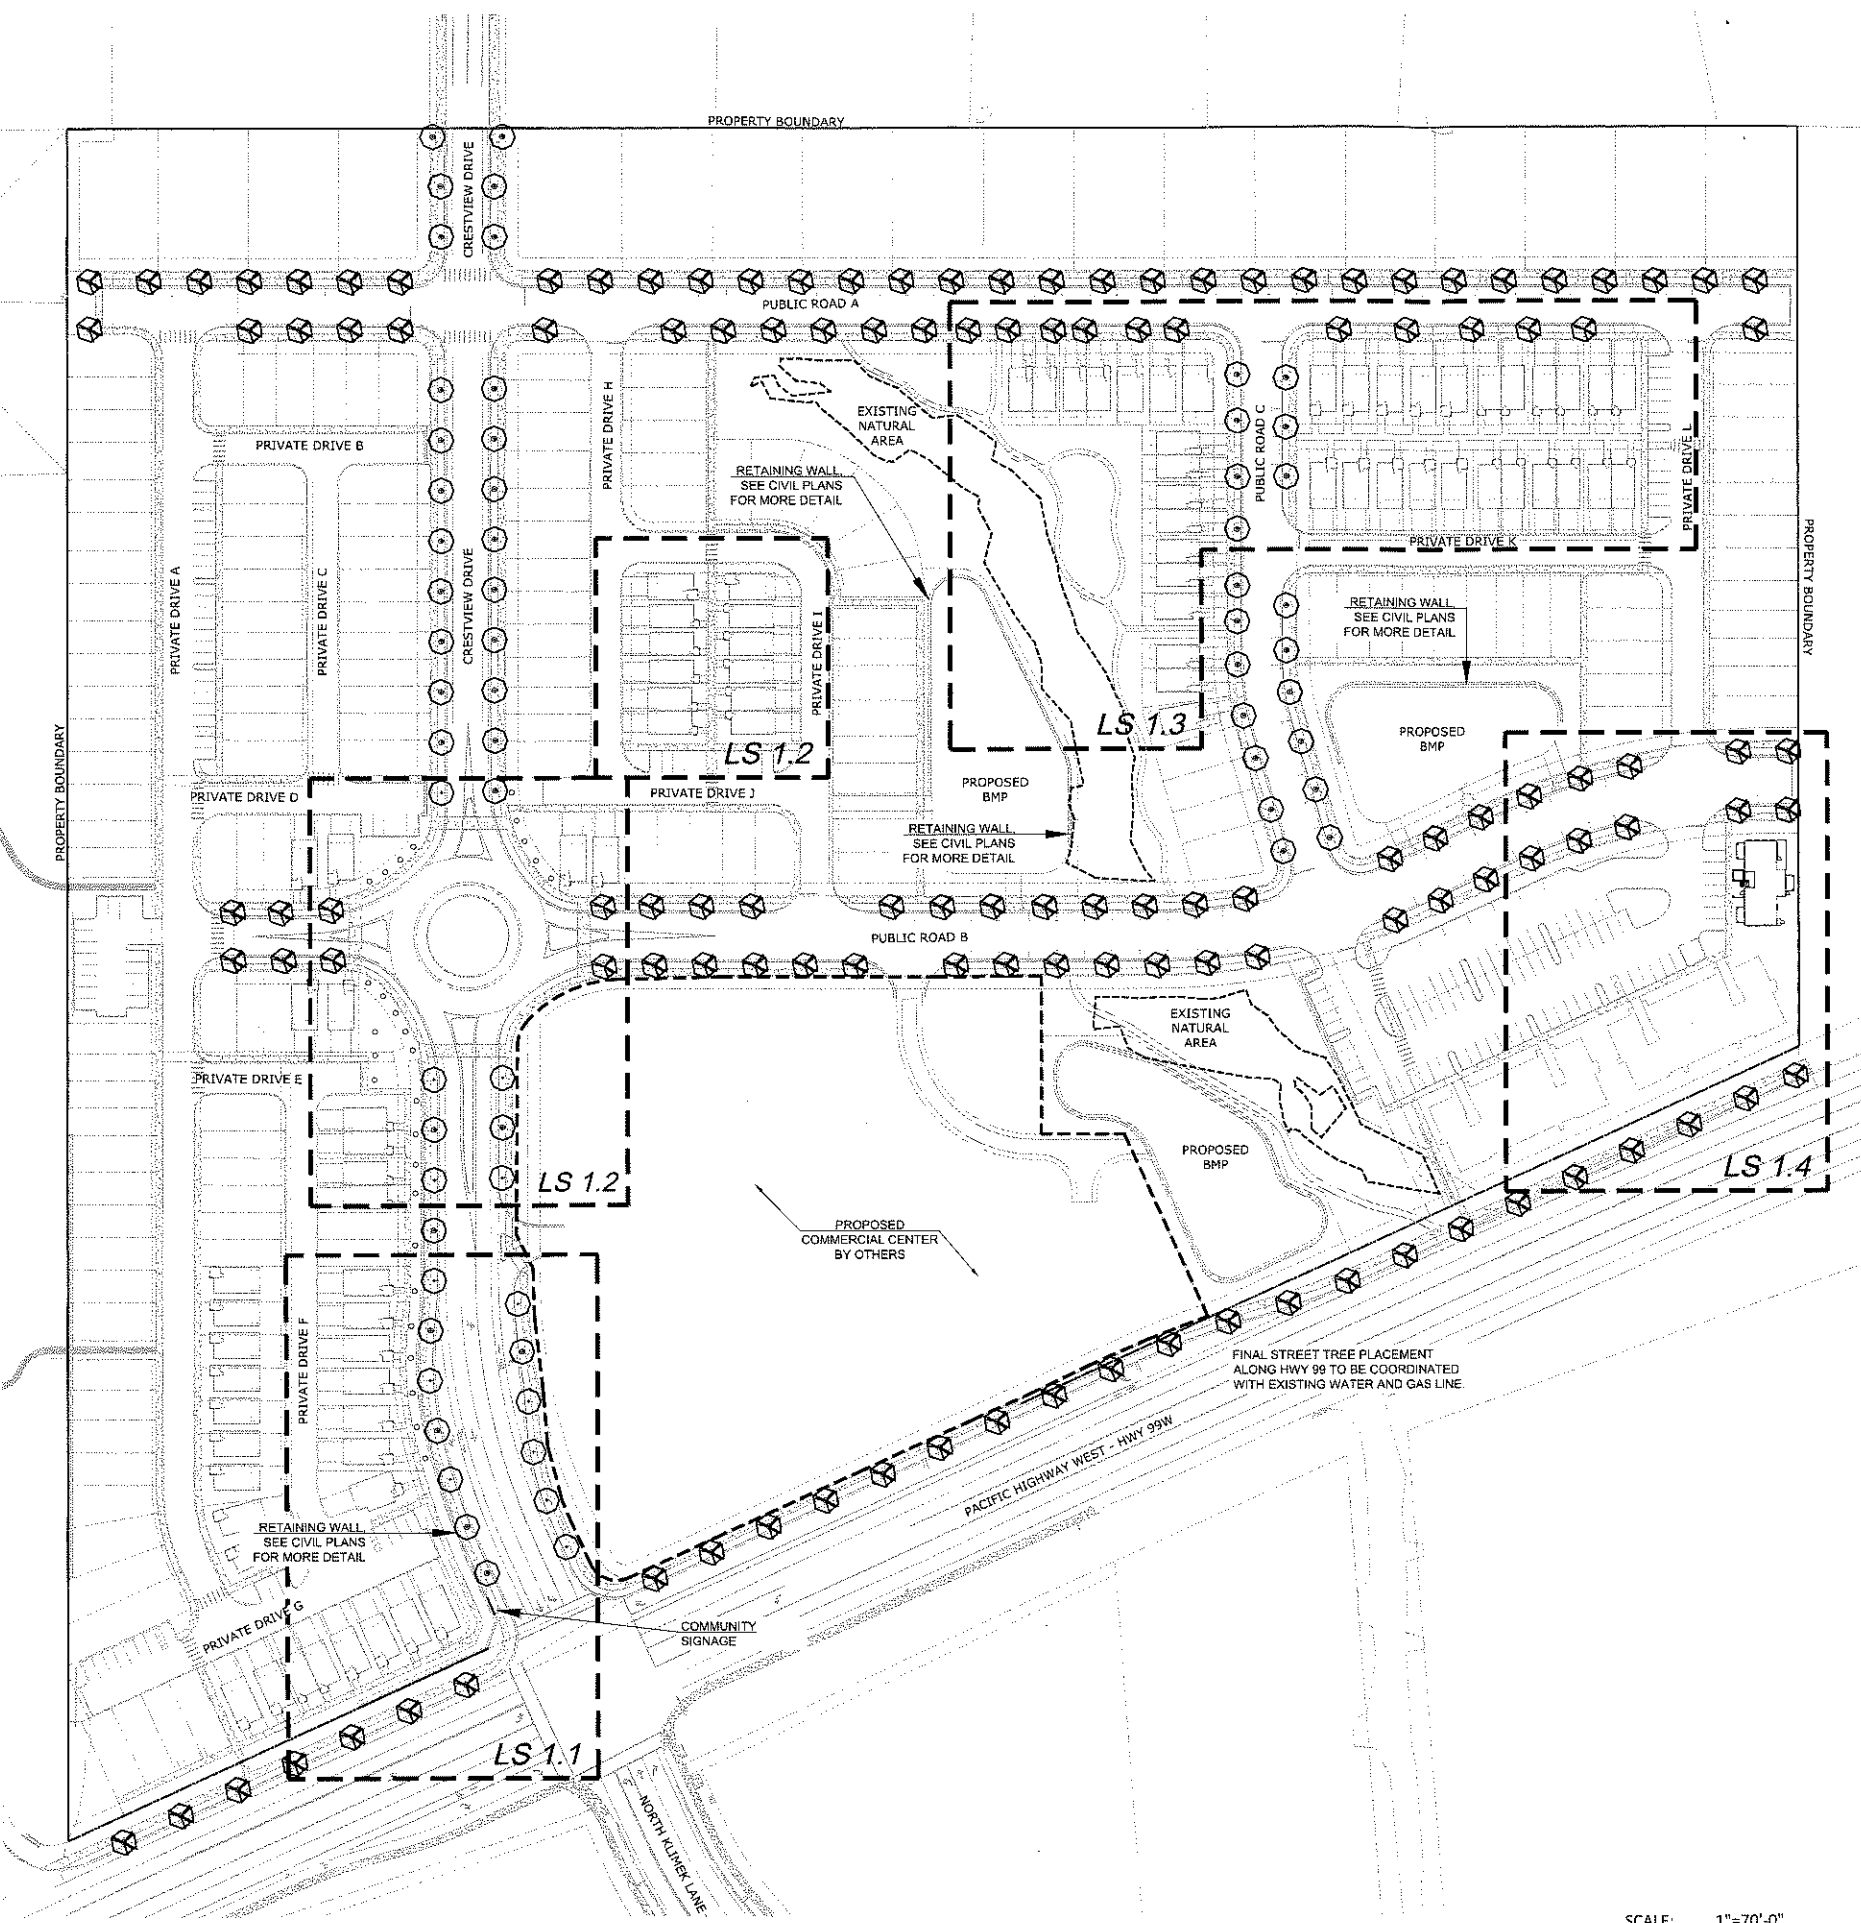 PROPERTY BOUNDARY
CRESTVIEW DRIVE
PUBLIC ROAD A
PRIVATE DRIVE B
PRIVATE DRIVE H
EXISTING
NATURAL
AREA
RETAINING WALL,
SEE CIVIL PLANS
FOR MORE DETAIL
PUBLIC ROAD C
PRIVATE DRIVE L
PRIVATE DRIVE K
PROPERTY BOUNDARY
PRIVATE DRIVE A
PRIVATE DRIVE C
CRESTVIEW DRIVE
PRIVATE DRIVE I
RETAINING WALL,
SEE CIVIL PLANS
FOR MORE DETAIL
LS 1.2
LS 1.3
PROPOSED
BMP
PROPERTY BOUNDARY
PRIVATE DRIVE D
PRIVATE DRIVE J
PROPOSED
BMP
RETAINING WALL,
SEE CIVIL PLANS
FOR MORE DETAIL
PUBLIC ROAD B
EXISTING
NATURAL
AREA
PRIVATE DRIVE E
PROPOSED
BMP
LS 1.2
LS 1.4
PROPOSED
COMMERCIAL CENTER
BY OTHERS
PRIVATE DRIVE F
FINAL STREET TREE PLACEMENT
ALONG HWY 99 TO BE COORDINATED
WITH EXISTING WATER AND GAS LINE.
PACIFIC HIGHWAY WEST - HWY 99W
RETAINING WALL,
SEE CIVIL PLANS
FOR MORE DETAIL
PRIVATE DRIVE G
COMMUNITY
SIGNAGE
LS 1.1
NORTH KLIMEK LANE
SCALE: 1"=70'-0"